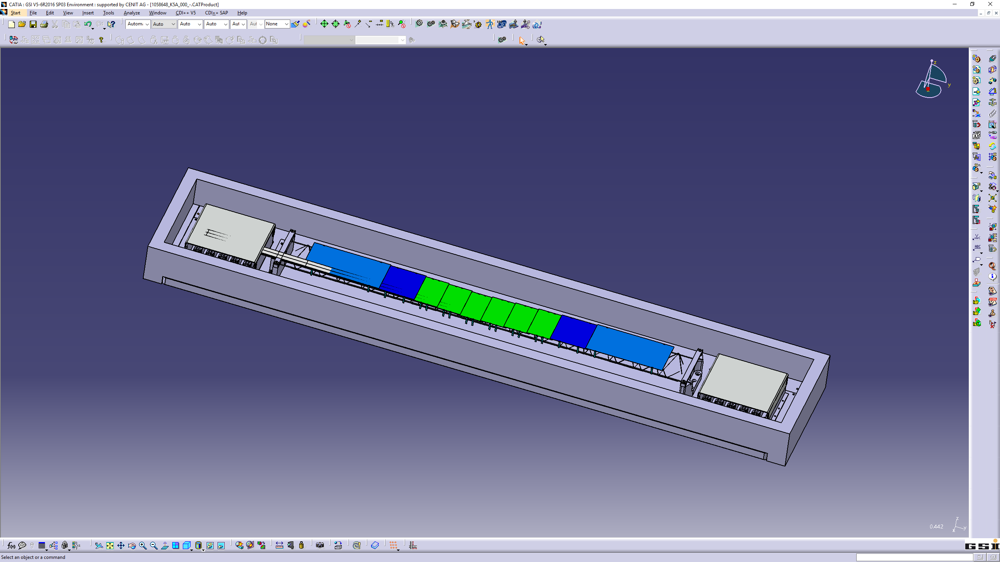 CATIA : GSI V5-6R2016 SP03 Environment : supported by CENIT AG - [1058648_K5A_000_-.CATProduct]
Start File Edit View Insert Tools Analyze Window CDI++ V5 CDI++ SAP Help
Automa Auto Auto Auto Aut Aut None
z
y
0.442
z
x
y
GSI
Select an object or a command